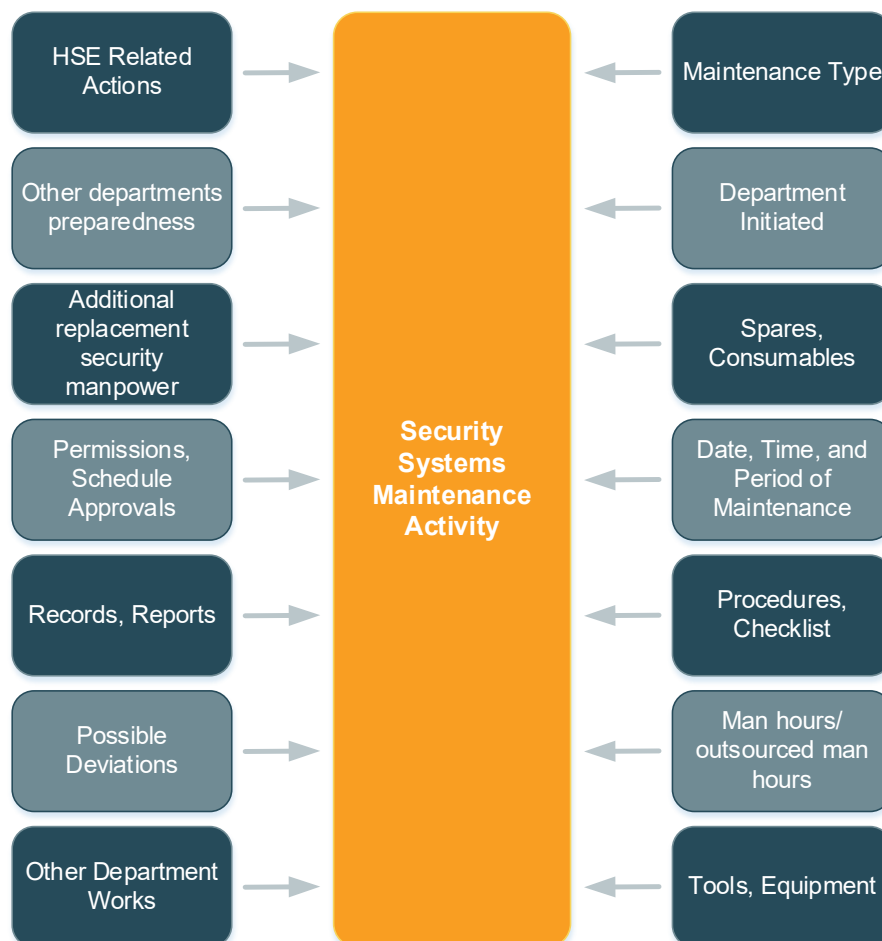 HSE Related
Actions
Other departments
preparedness
Additional
replacement
security
manpower
Permissions,
Schedule
Approvals
Records, Reports
Possible
Deviations
Other Department
Works
Security
Systems
Maintenance
Activity
Maintenance Type
Department
Initiated
Spares,
Consumables
Date, Time, and
Period of
Maintenance
Procedures,
Checklist
Man hours/
outsourced man
hours
Tools, Equipment